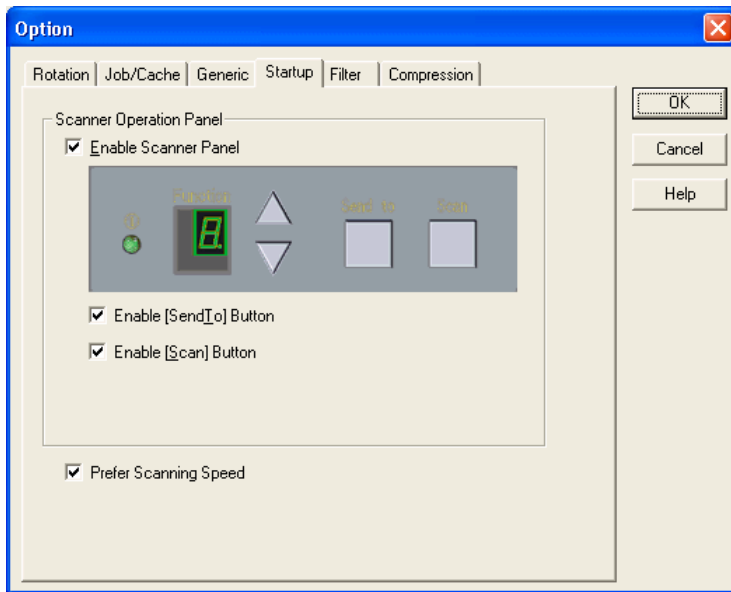 Option
Rotation Job/Cache Generic Startup Filter Compression
OK
Cancel
Help
Scanner Operation Panel
Enable Scanner Panel
Function Send to Scan
8.
Enable [SendTo] Button
Enable [Scan] Button
Prefer Scanning Speed